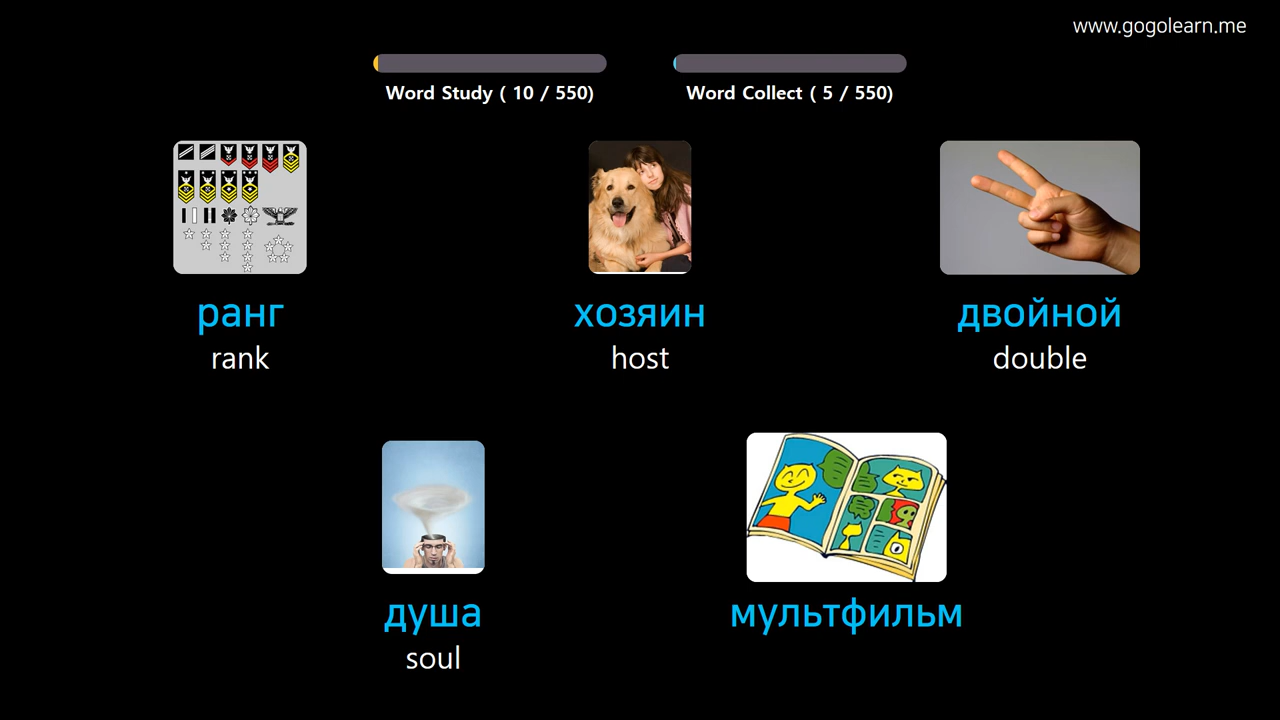 www.gogolearn.me
Word Study ( 10 / 550)
Word Collect ( 5 / 550)
ранг
rank
хозяин
host
двойной
double
душа
soul
мультфильм